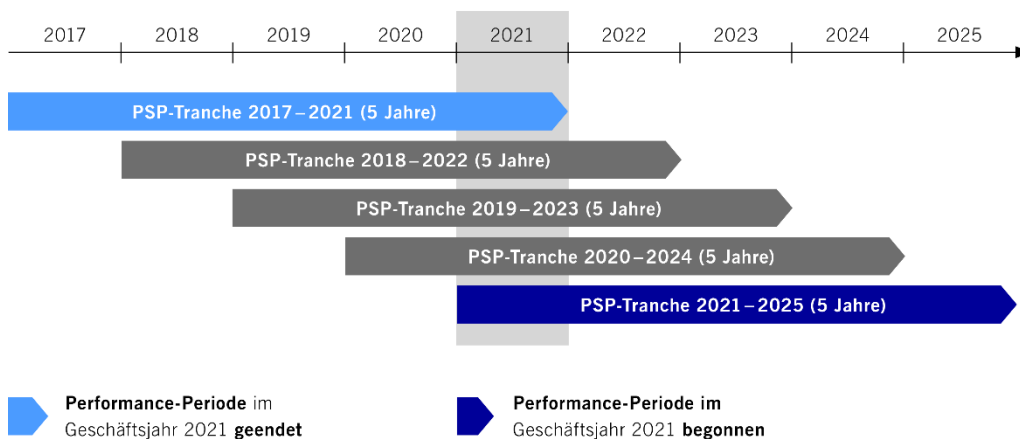 2017 2018 2019 2020 2021 2022 2023 2024 2025
PSP-Tranche 2017–2021 (5 Jahre)
PSP-Tranche 2018–2022 (5 Jahre)
PSP-Tranche 2019–2023 (5 Jahre)
PSP-Tranche 2020–2024 (5 Jahre)
PSP-Tranche 2021–2025 (5 Jahre)
Performance-Periode im
Geschäftsjahr 2021 geendet
Performance-Periode im
Geschäftsjahr 2021 begonnen